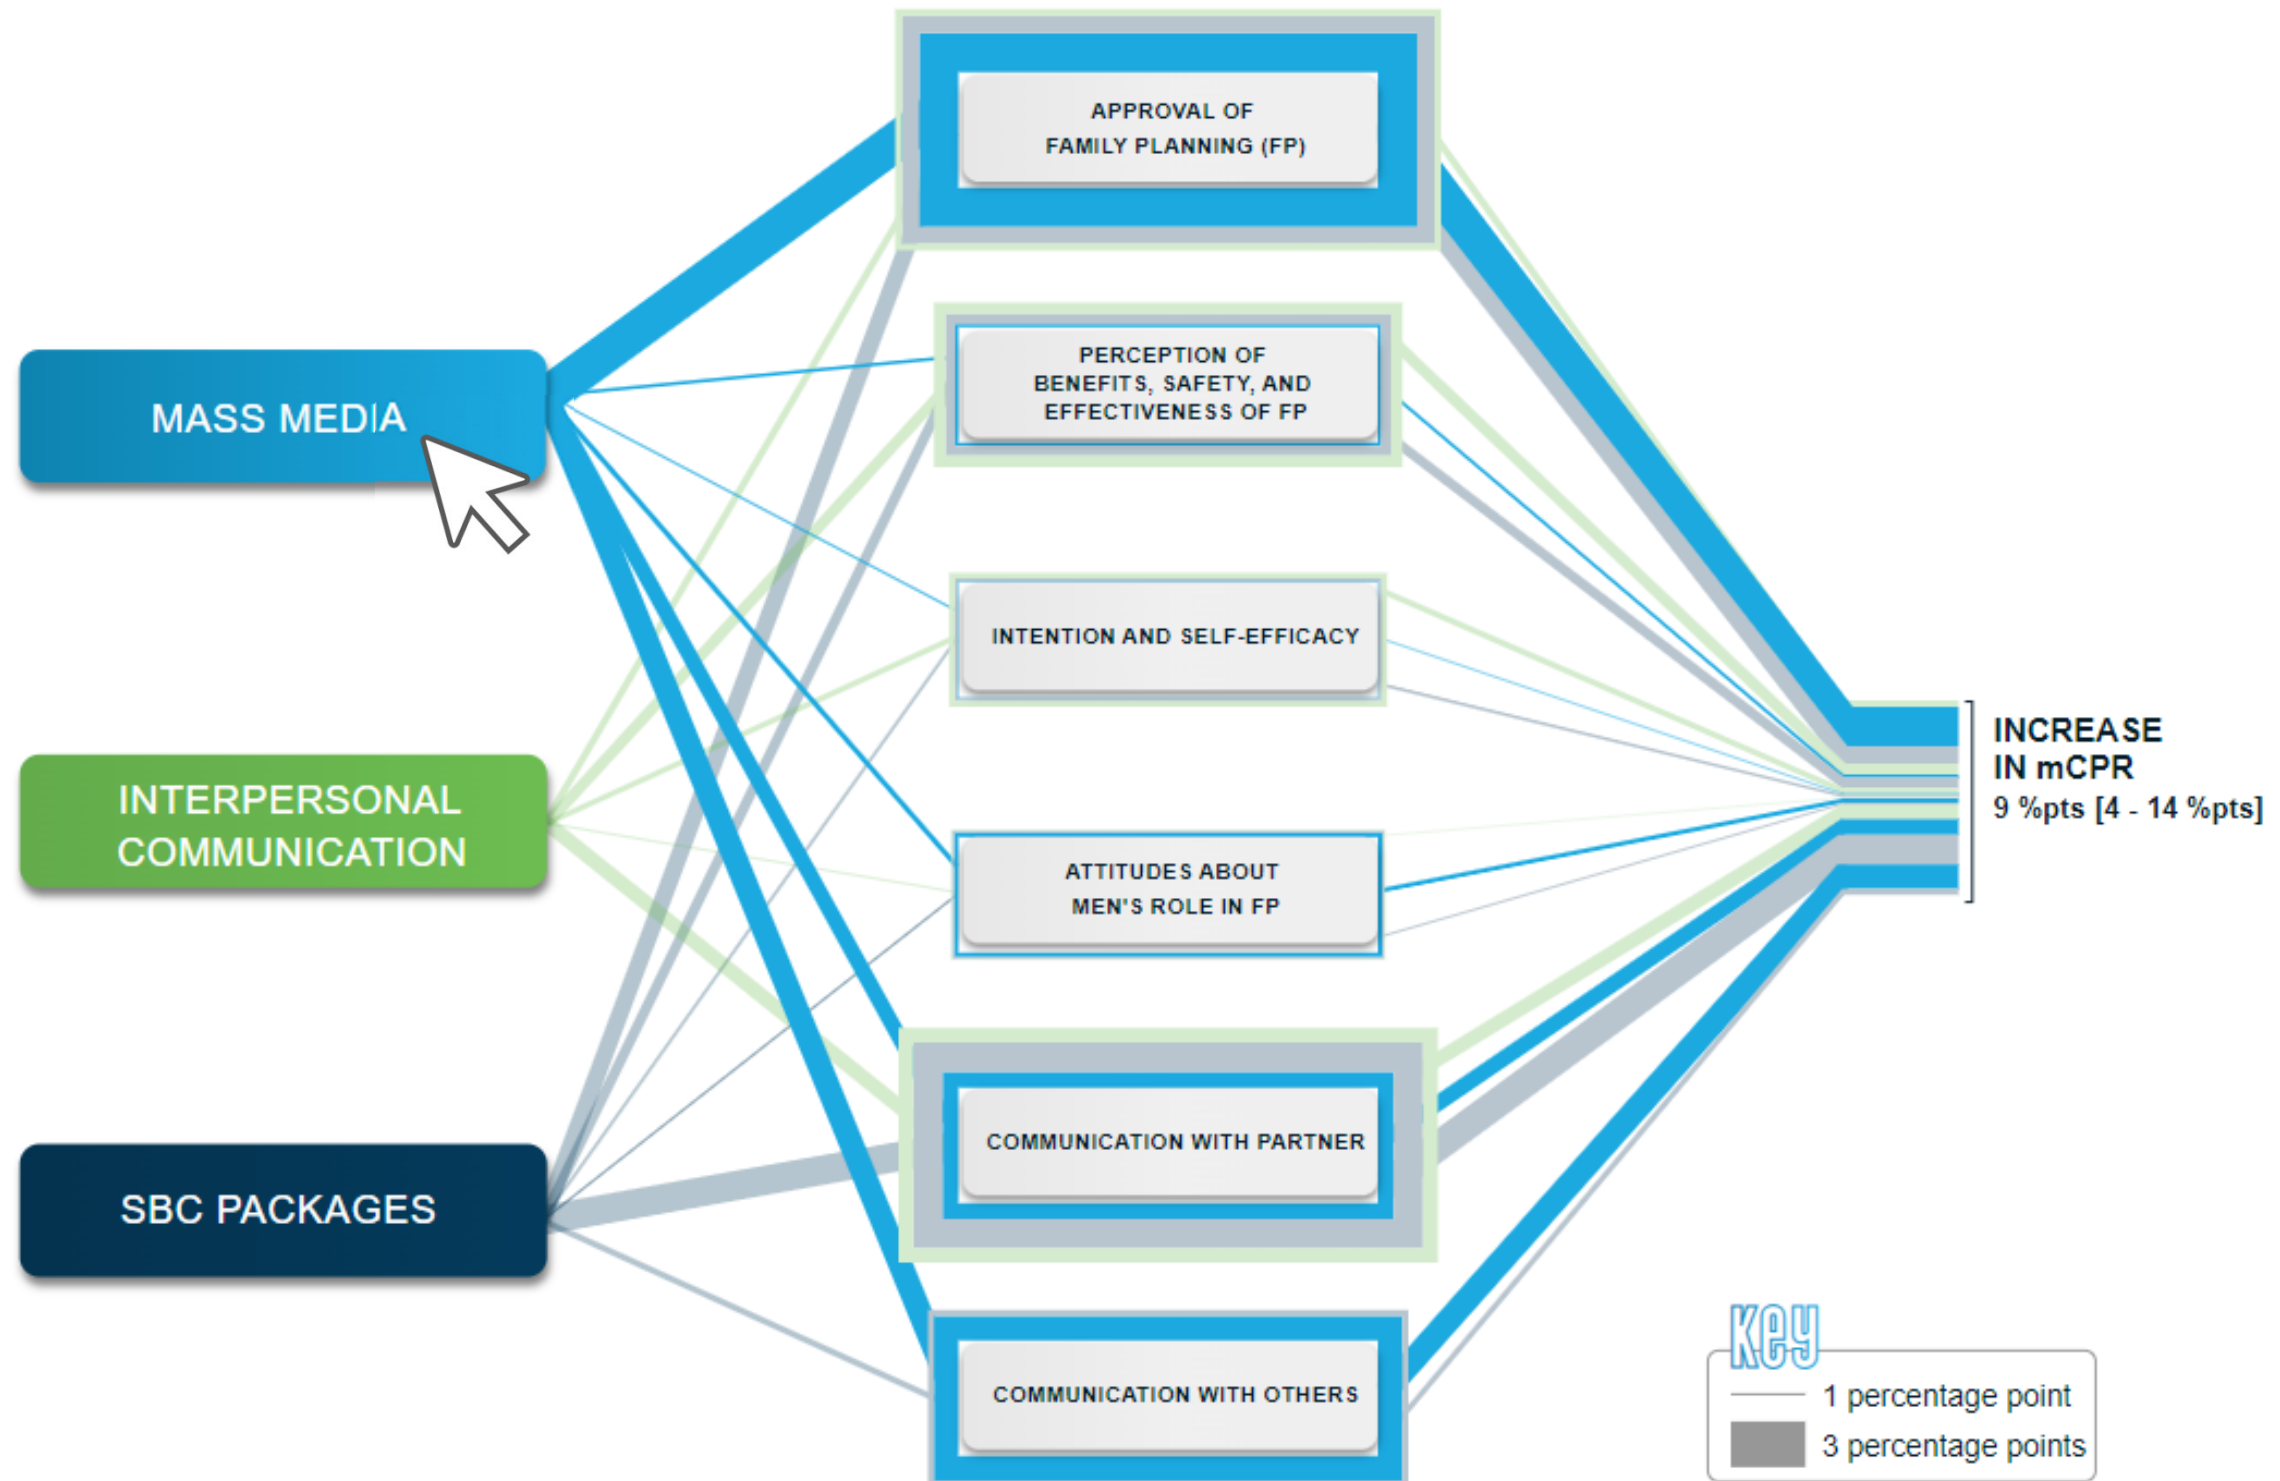 APPROVAL OF
FAMILY PLANNING (FP)
PERCEPTION OF
BENEFITS, SAFETY, AND
EFFECTIVENESS OF FP
MASS MEDIA
INTENTION AND SELF-EFFICACY
INCREASE
IN mCPR
9 %pts [4 - 14 %pts]
INTERPERSONAL
COMMUNICATION
ATTITUDES ABOUT
MEN'S ROLE IN FP
COMMUNICATION WITH PARTNER
SBC PACKAGES
COMMUNICATION WITH OTHERS
Key
1 percentage point
3 percentage points